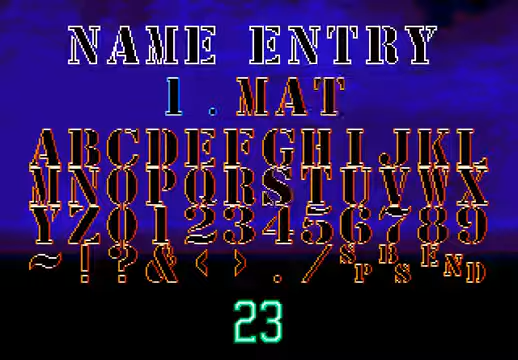 NAME ENTRY
1.MAT
ABCDEFGHIJKL
MNOPQRSTUVWX
YZ0123456789
~!?&<>./SP BS END
23